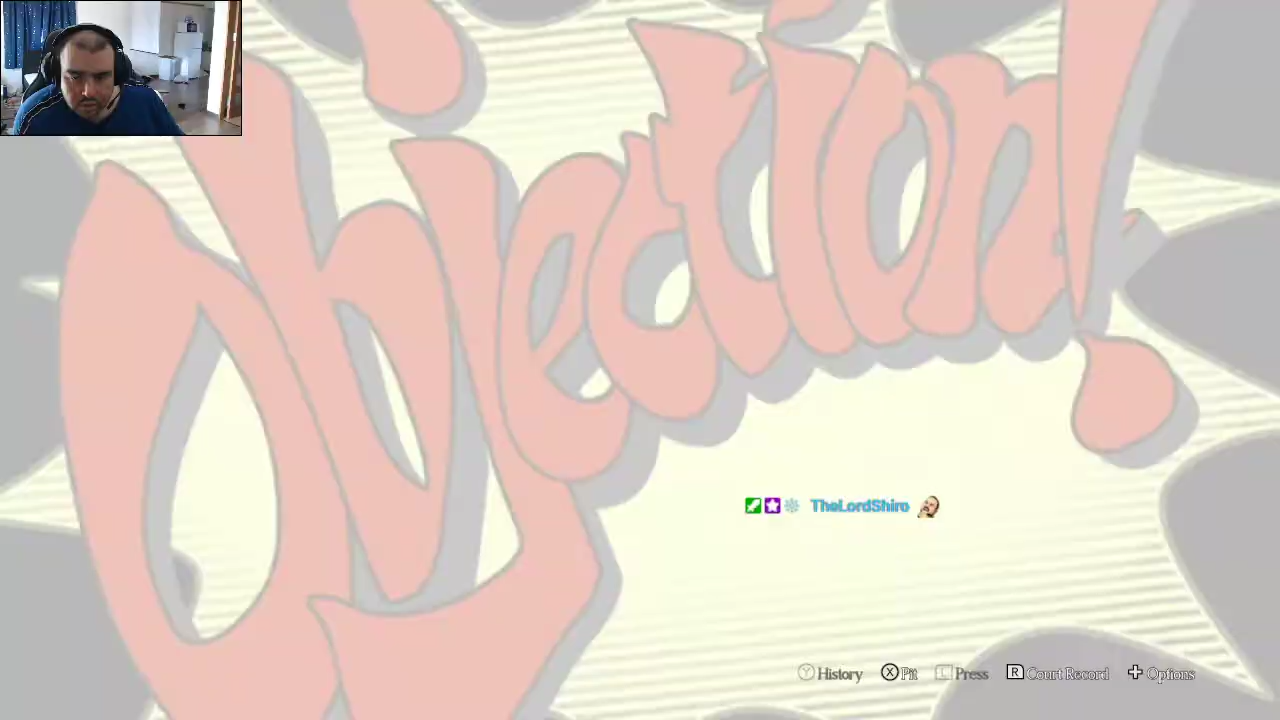 Objection!
TheLordShiro
Y History X Pit L Press R Court Record + Options